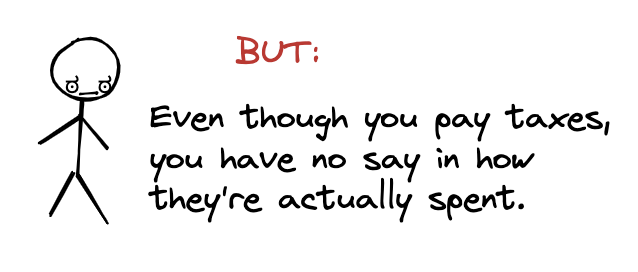 BUT:
Even though you pay taxes,
you have no say in how
they're actually spent.